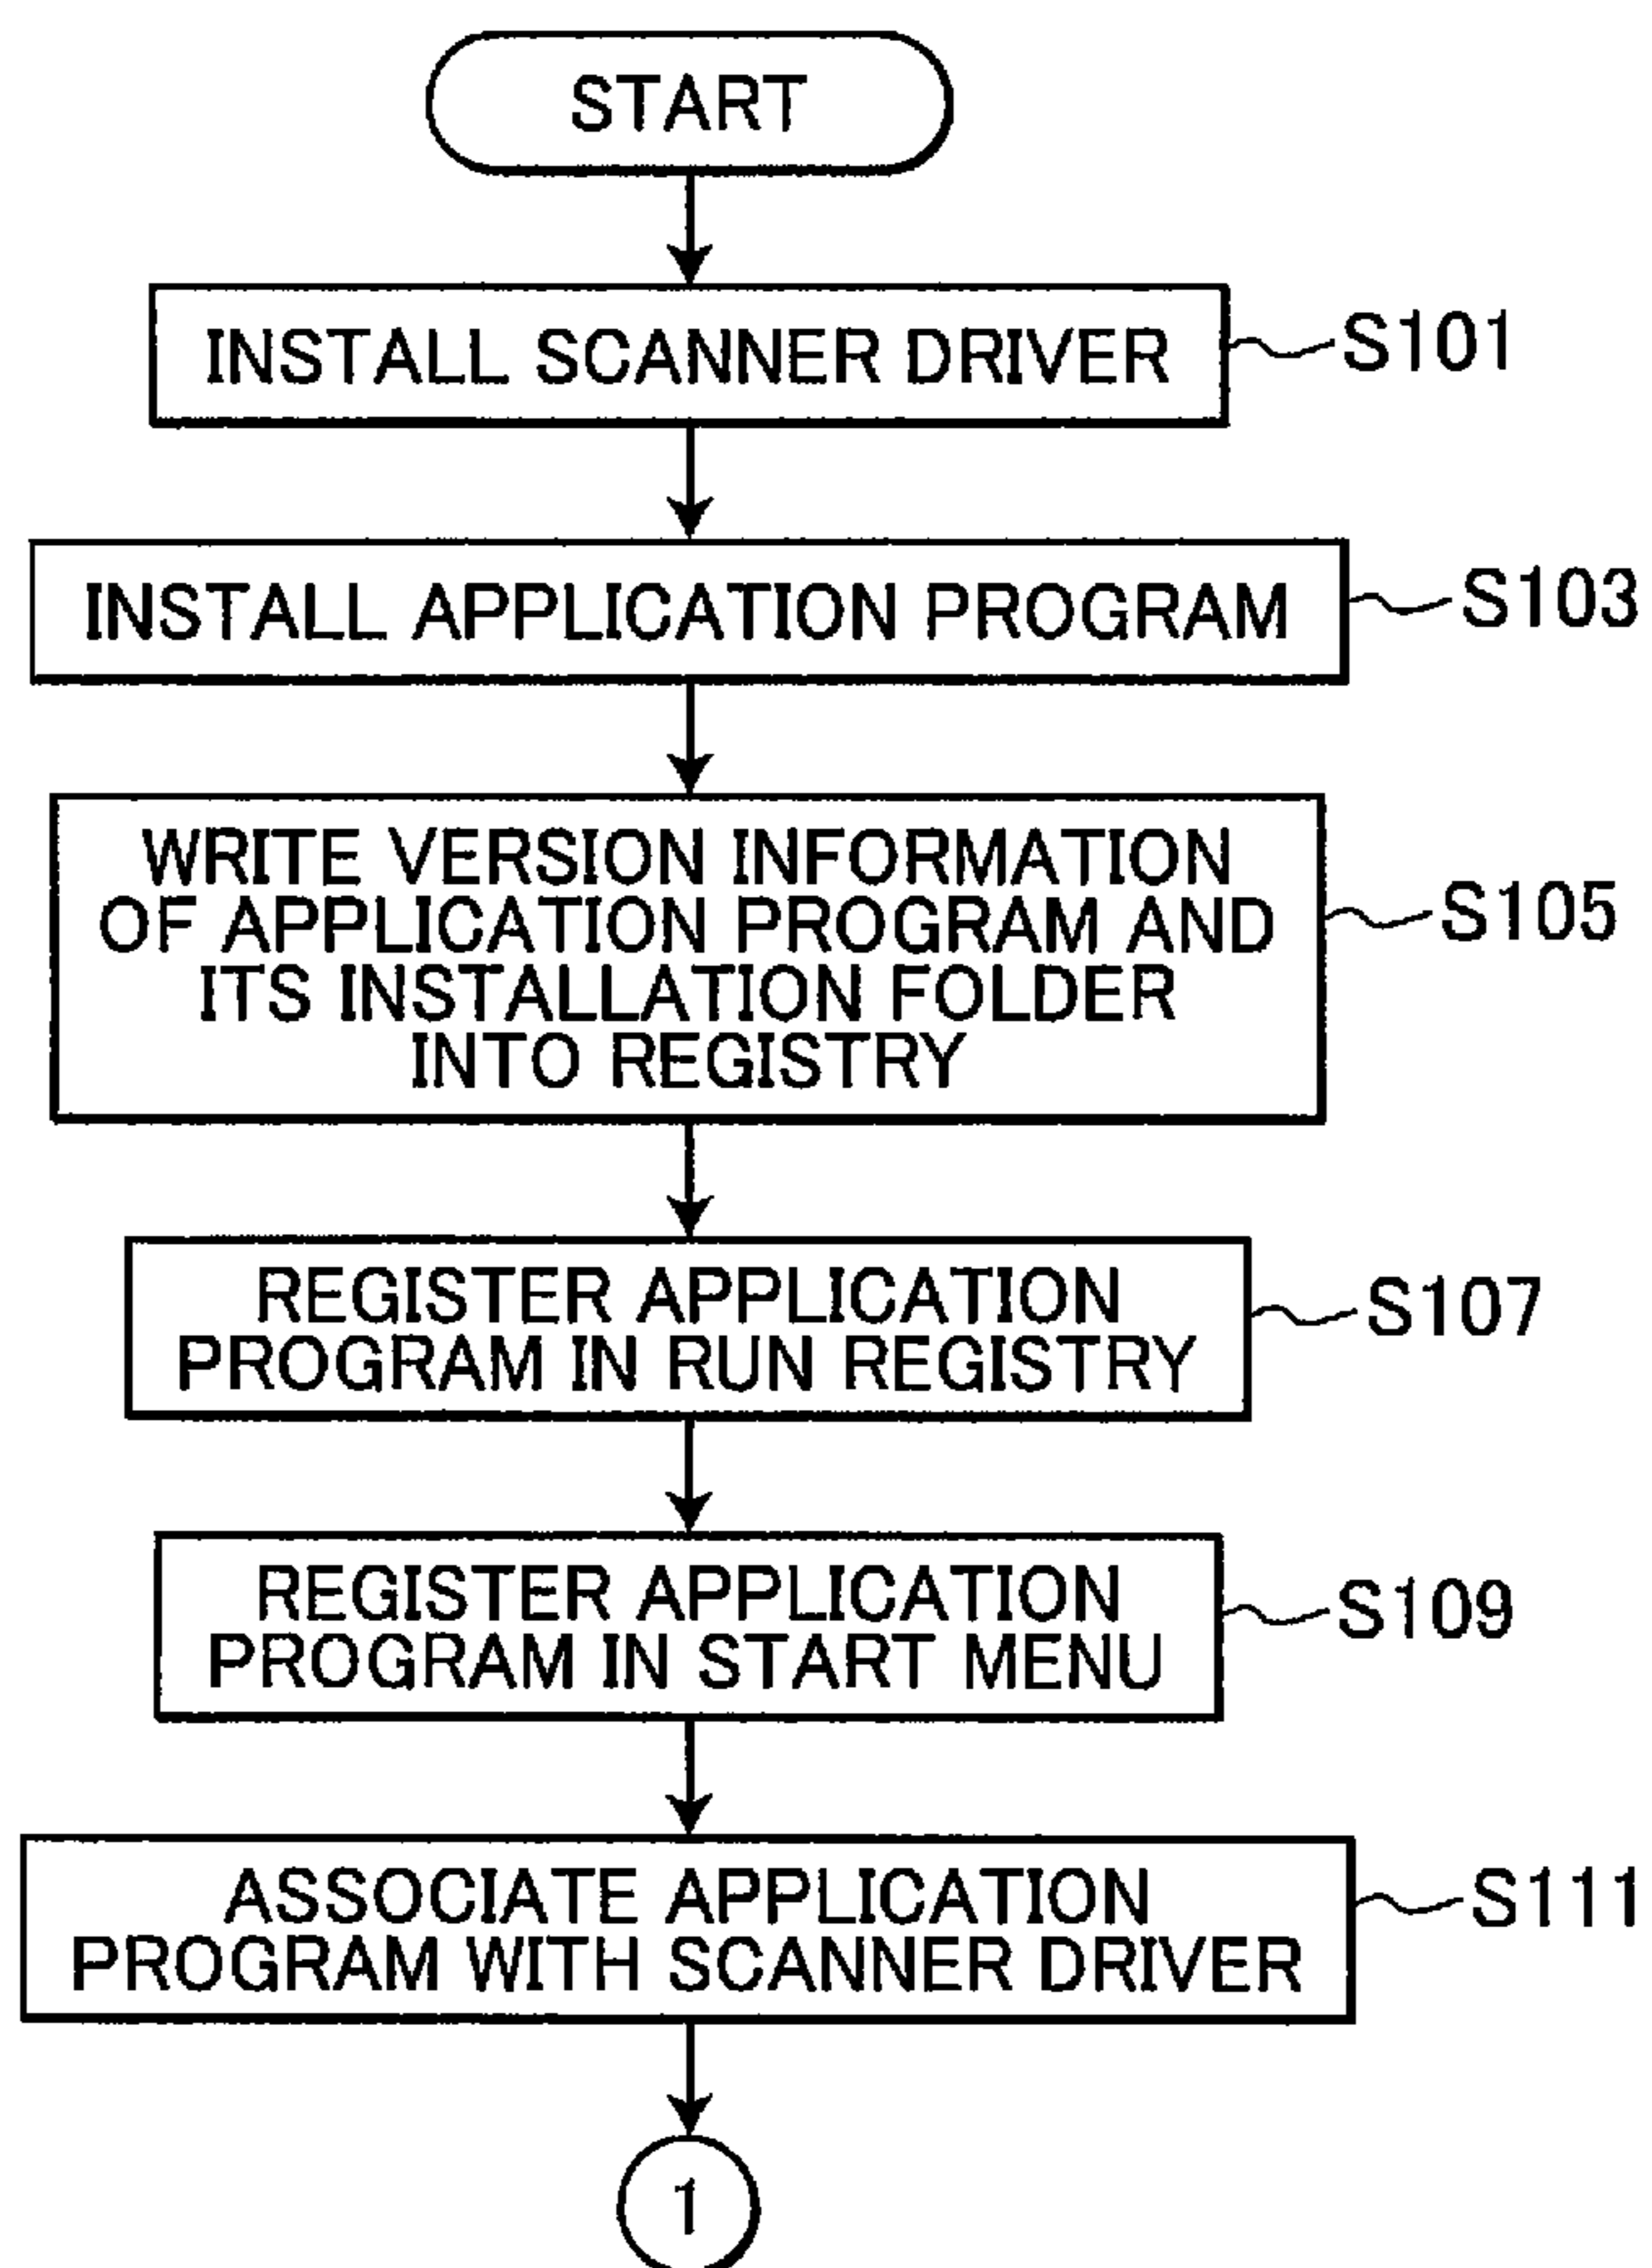 START
INSTALL SCANNER DRIVER
S101
INSTALL APPLICATION PROGRAM
S103
WRITE VERSION INFORMATION
OF APPLICATION PROGRAM AND
ITS INSTALLATION FOLDER
INTO REGISTRY
S105
REGISTER APPLICATION
PROGRAM IN RUN REGISTRY
S107
REGISTER APPLICATION
PROGRAM IN START MENU
S109
ASSOCIATE APPLICATION
PROGRAM WITH SCANNER DRIVER
S111
1